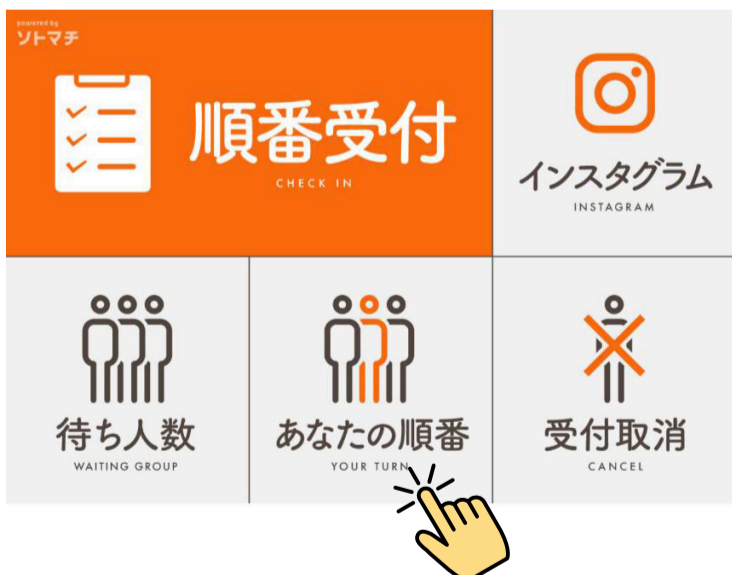 powered by
ソトマチ
順番受付
CHECK IN
インスタグラム
INSTAGRAM
待ち人数
WAITING GROUP
あなたの順番
YOUR TURN
受付取消
CANCEL